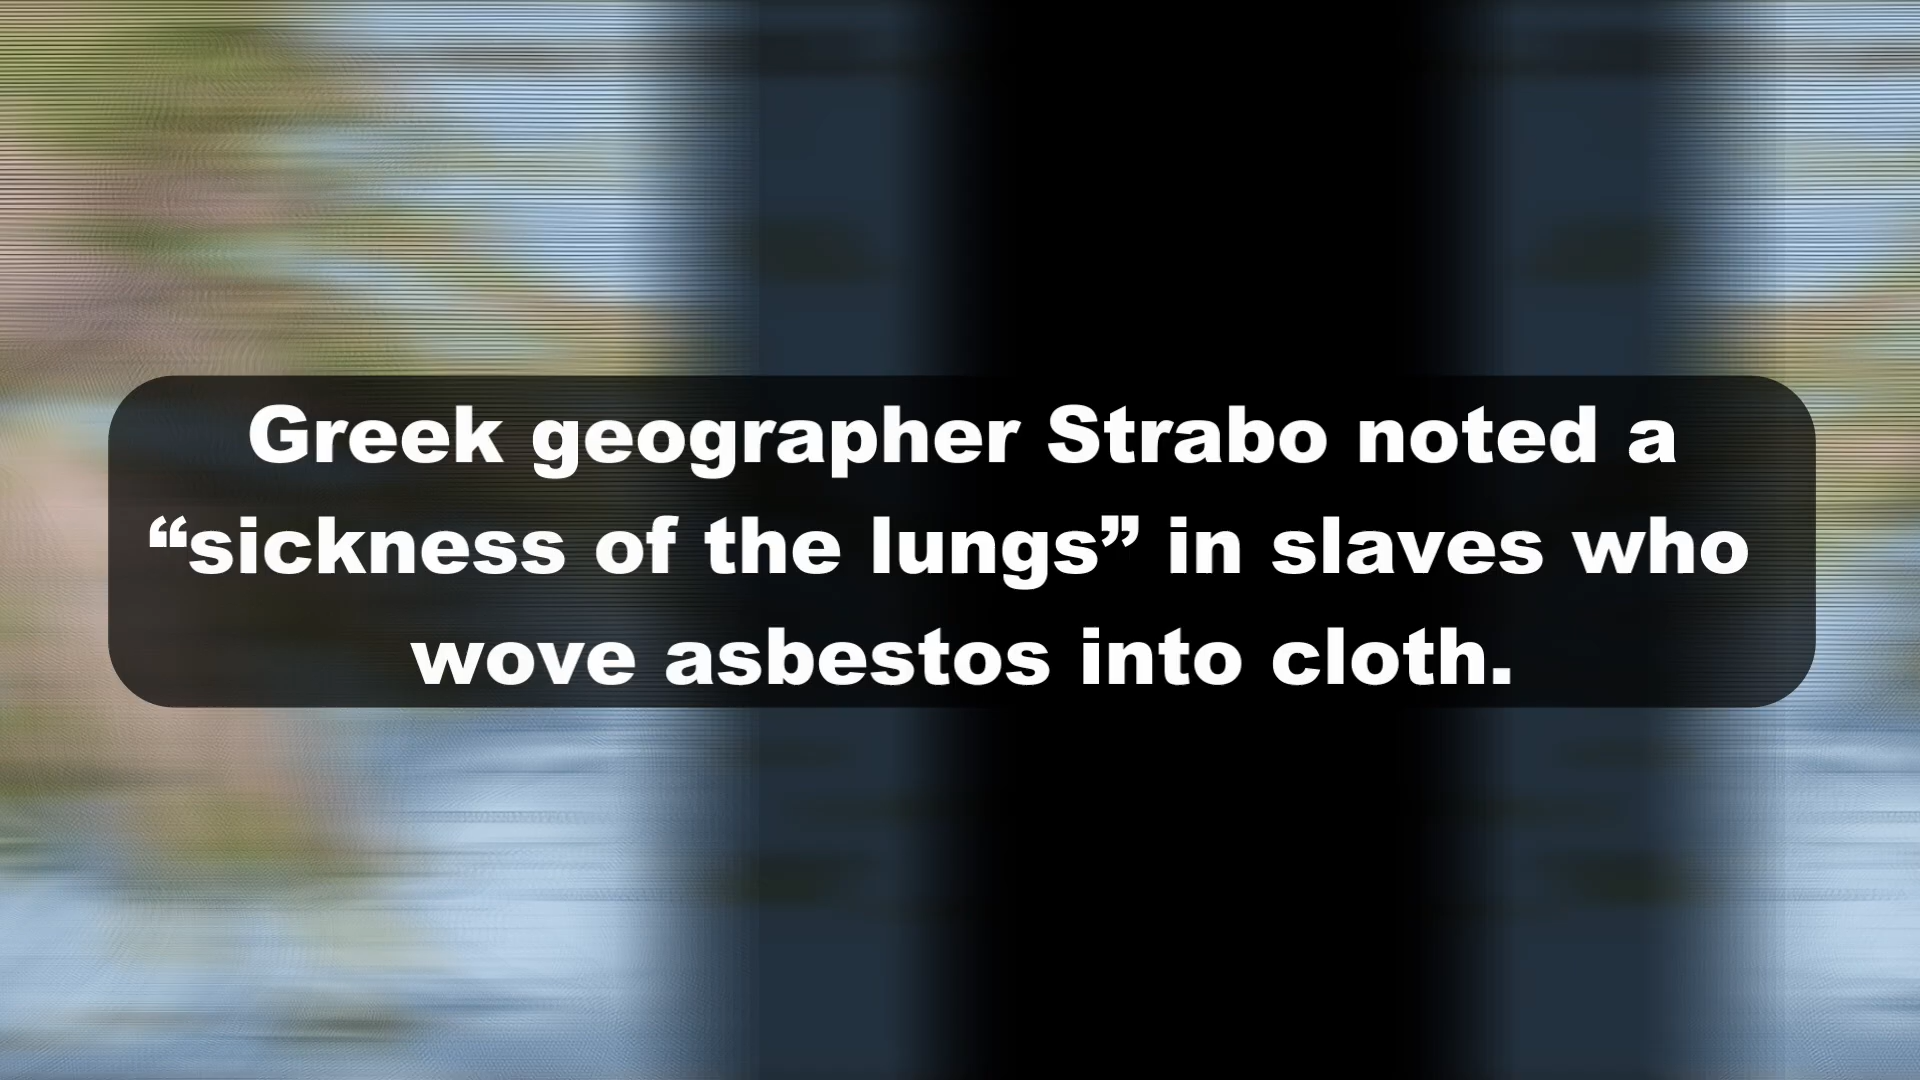 Greek geographer Strabo noted a
“sickness of the lungs” in slaves who
wove asbestos into cloth.